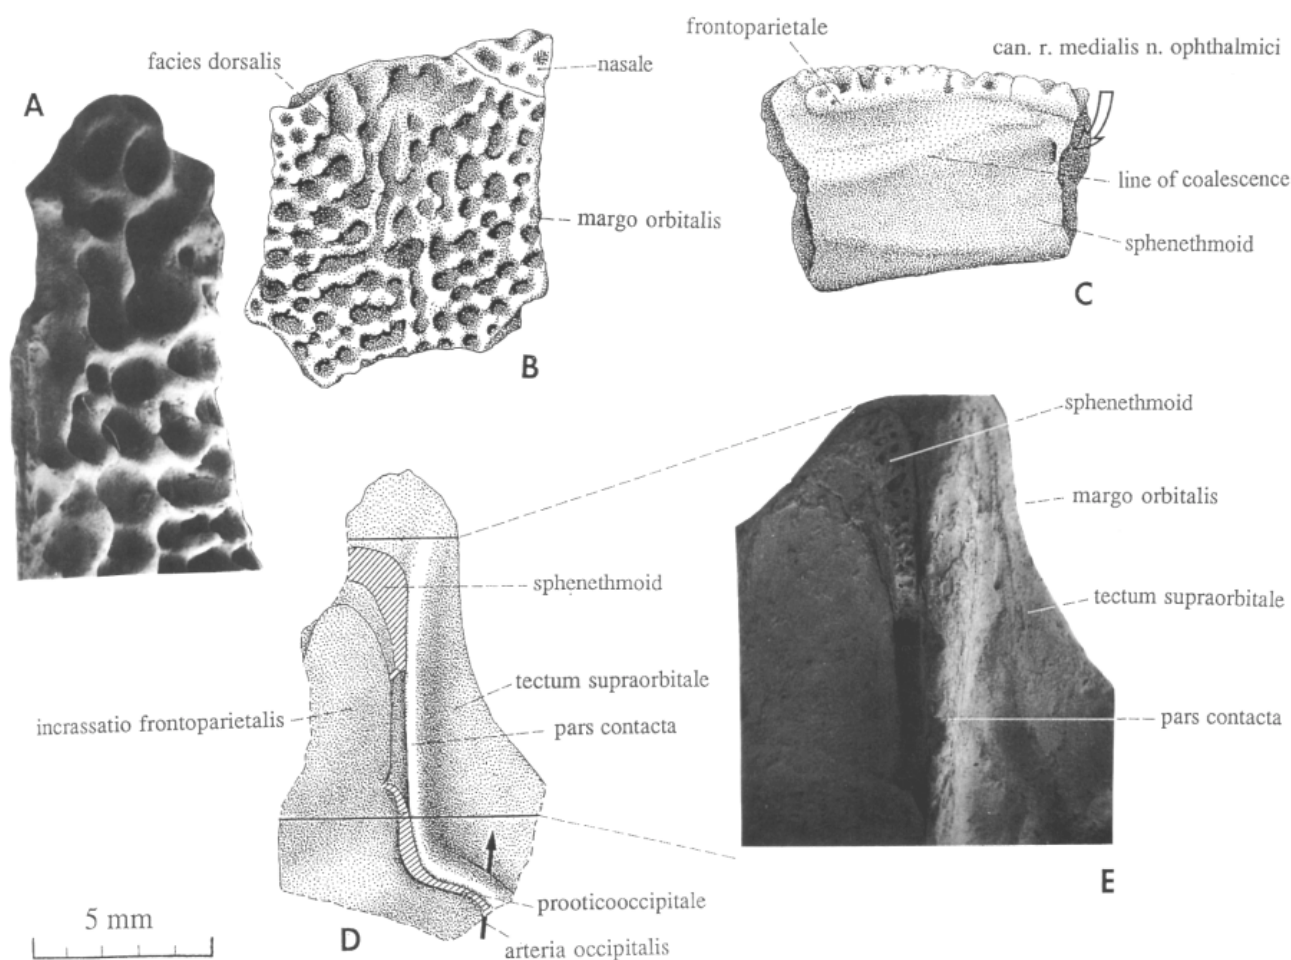 frontoparietale
can. r. medialis n. ophthalmici
facies dorsalis
nasale
A
line of coalescence
margo orbitalis
sphenethmoid
C
B
sphenethmoid
margo orbitalis
sphenethmoid
tectum supraorbitale
tectum supraorbitale
incrassatio frontoparietalis
pars contacta
pars contacta
E
prooticooccipitale
5 mm
D
arteria occipitalis